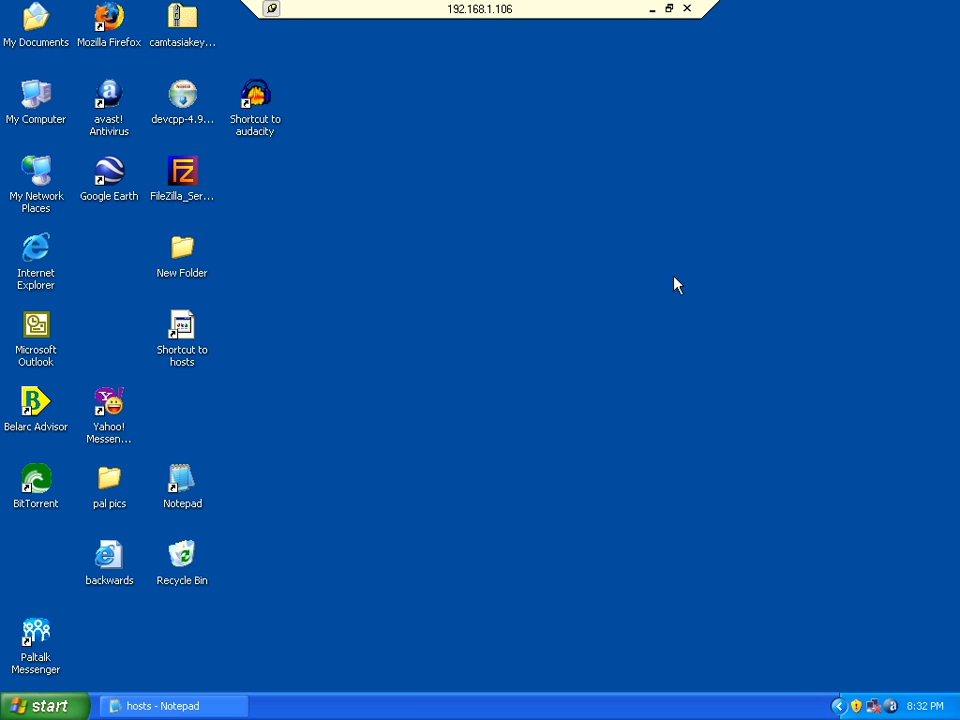 192.168.1.106
My Documents
Mozilla Firefox
camtasiakey...
My Computer
avast!
Antivirus
devcpp-4.9...
Shortcut to
audacity
My Network
Places
Google Earth
FileZilla_Ser...
Internet
Explorer
New Folder
Microsoft
Outlook
Shortcut to
hosts
Belarc Advisor
Yahoo!
Messen...
BitTorrent
pal pics
Notepad
backwards
Recycle Bin
Paltalk
Messenger
start
hosts - Notepad
8:32 PM